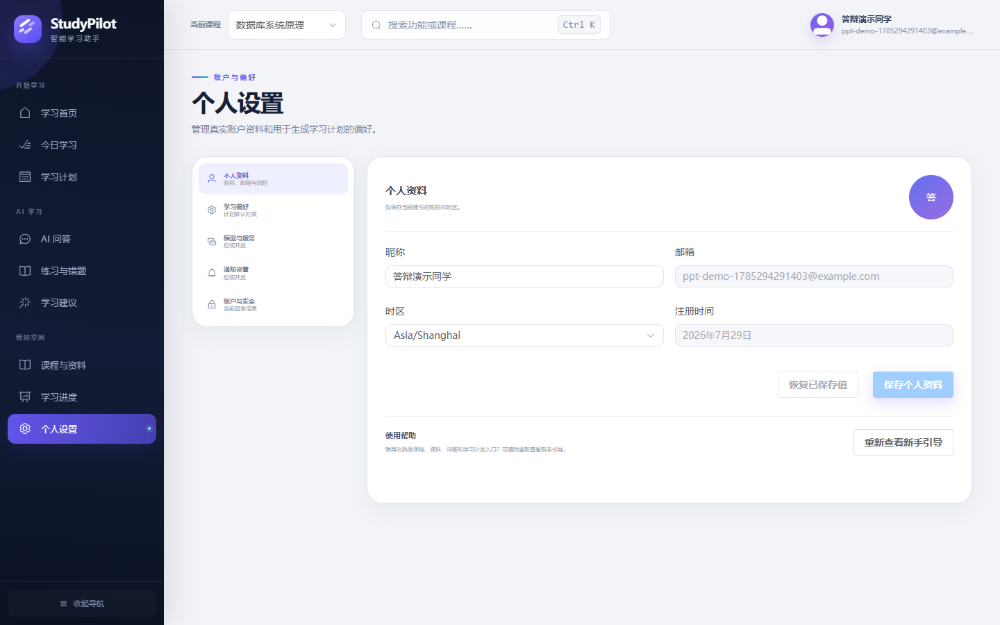 StudyPilot
智能学习助手
开始学习
学习首页
今日学习
学习计划
AI 学习
AI 问答
练习与错题
学习建议
我的空间
课程与资料
学习进度
个人设置
收起导航
当前课程
数据库系统原理
搜索功能或课程……
Ctrl K
答辩演示同学
ppt-demo-1785294291403@example....
账户与偏好
个人设置
管理真实账户资料和用于生成学习计划的偏好。
个人资料
昵称、邮箱与时区
学习偏好
计划默认约束
模型与服务
后续开放
通知设置
后续开放
账户与安全
当前登录信息
个人资料
仅保存当前账号的昵称和时区。
答
昵称
答辩演示同学
邮箱
ppt-demo-1785294291403@example.com
时区
Asia/Shanghai
注册时间
2026年7月29日
恢复已保存值
保存个人资料
使用帮助
想再次熟悉课程、资料、问答和学习计划入口？可随时重新查看新手引导。
重新查看新手引导